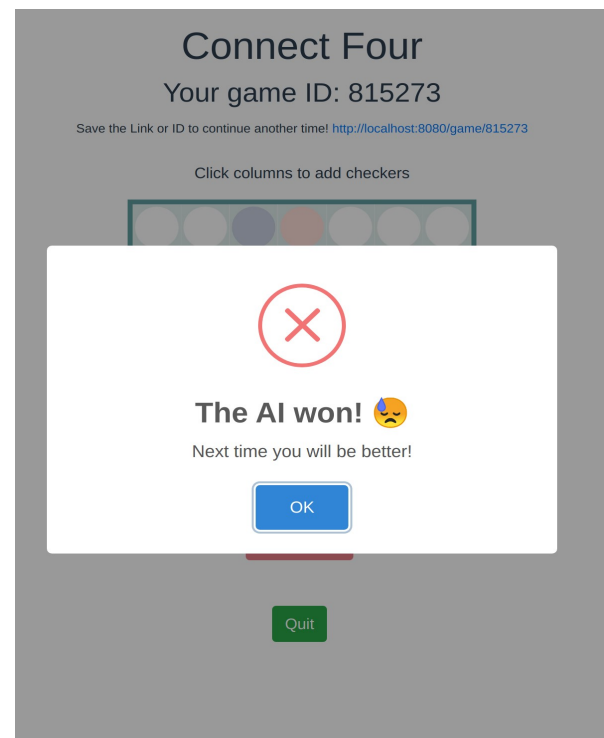 Connect Four
Your game ID: 815273
Save the Link or ID to continue another time! http://localhost:8080/game/815273
Click columns to add checkers
The AI won! 😓
Next time you will be better!
OK
Quit